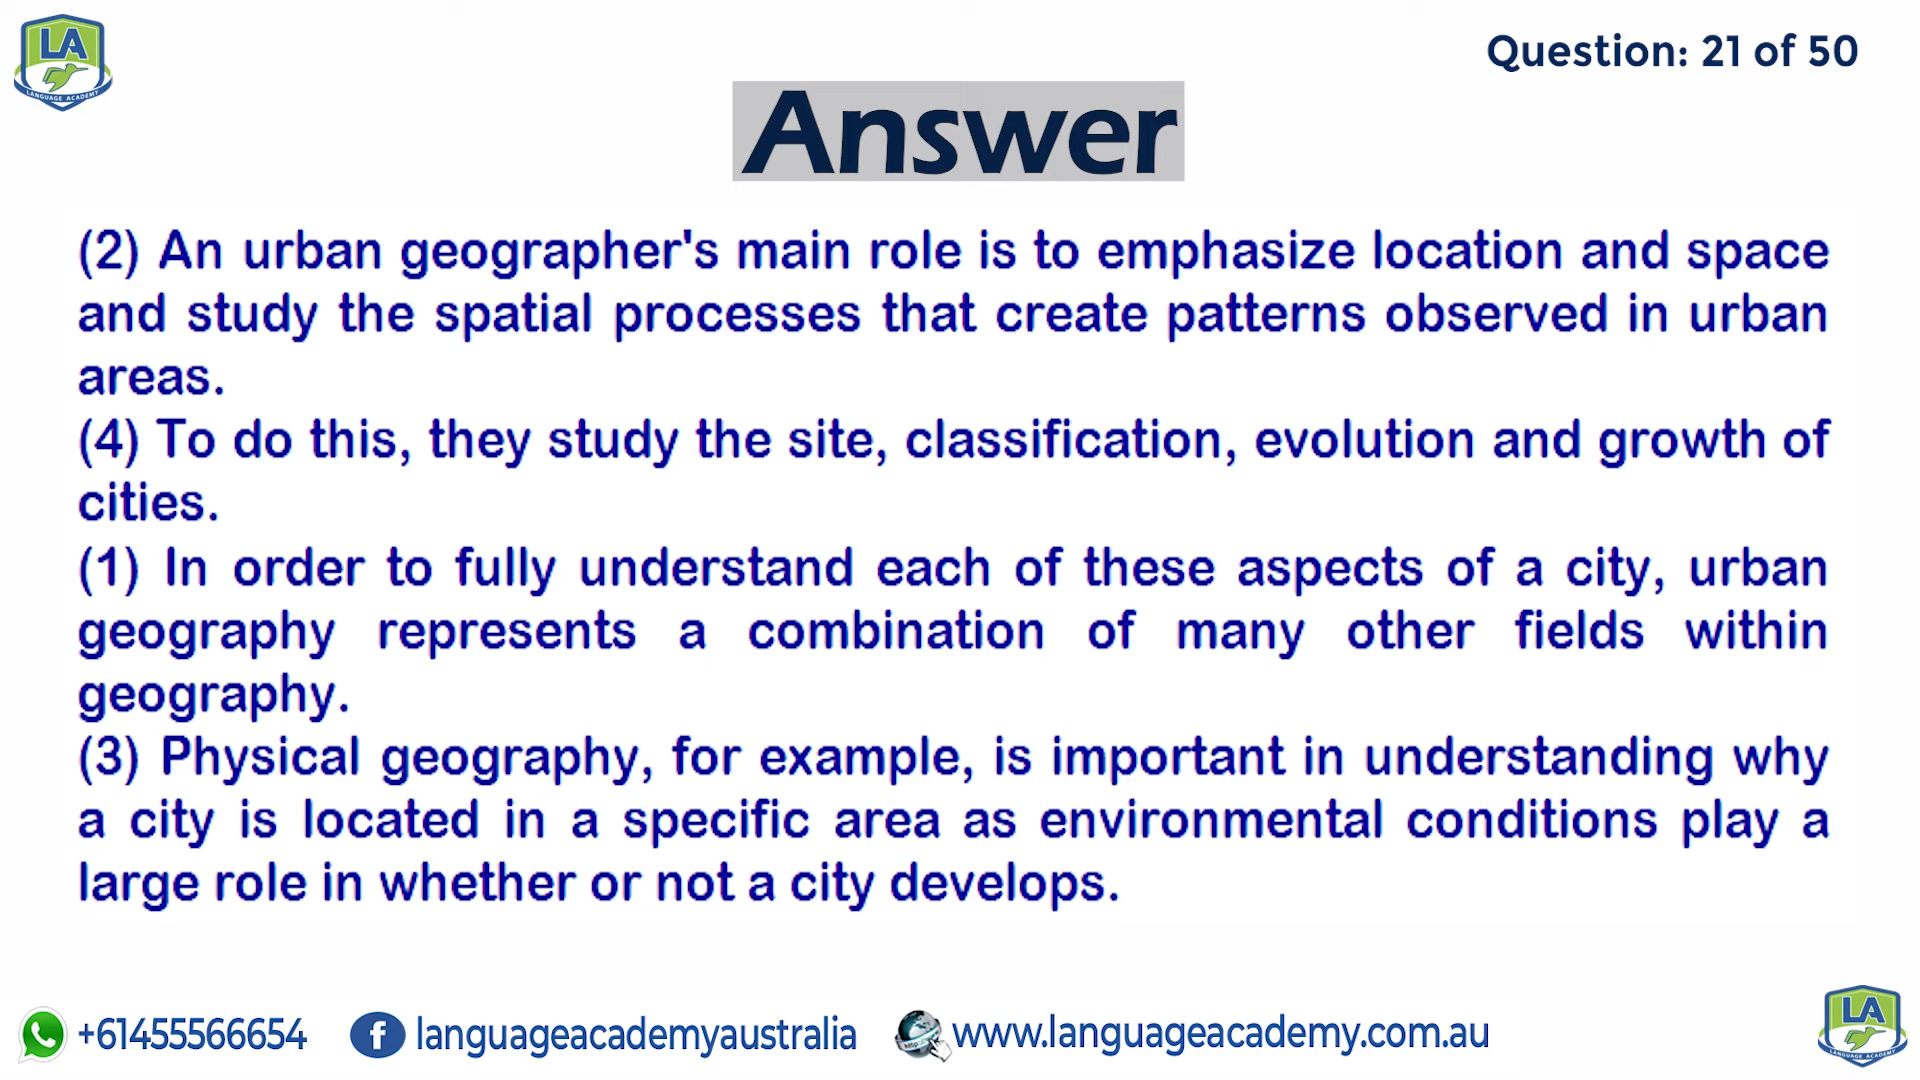 LA
LANGUAGE ACADEMY
Question: 21 of 50
Answer
(2) An urban geographer's main role is to emphasize location and space
and study the spatial processes that create patterns observed in urban
areas.
(4) To do this, they study the site, classification, evolution and growth of
cities.
(1) In order to fully understand each of these aspects of a city, urban
geography represents a combination of many other fields within
geography.
(3) Physical geography, for example, is important in understanding why
a city is located in a specific area as environmental conditions play a
large role in whether or not a city develops.
+61455566654
f
languageacademyaustralia
www.languageacademy.com.au
LA
LANGUAGE ACADEMY